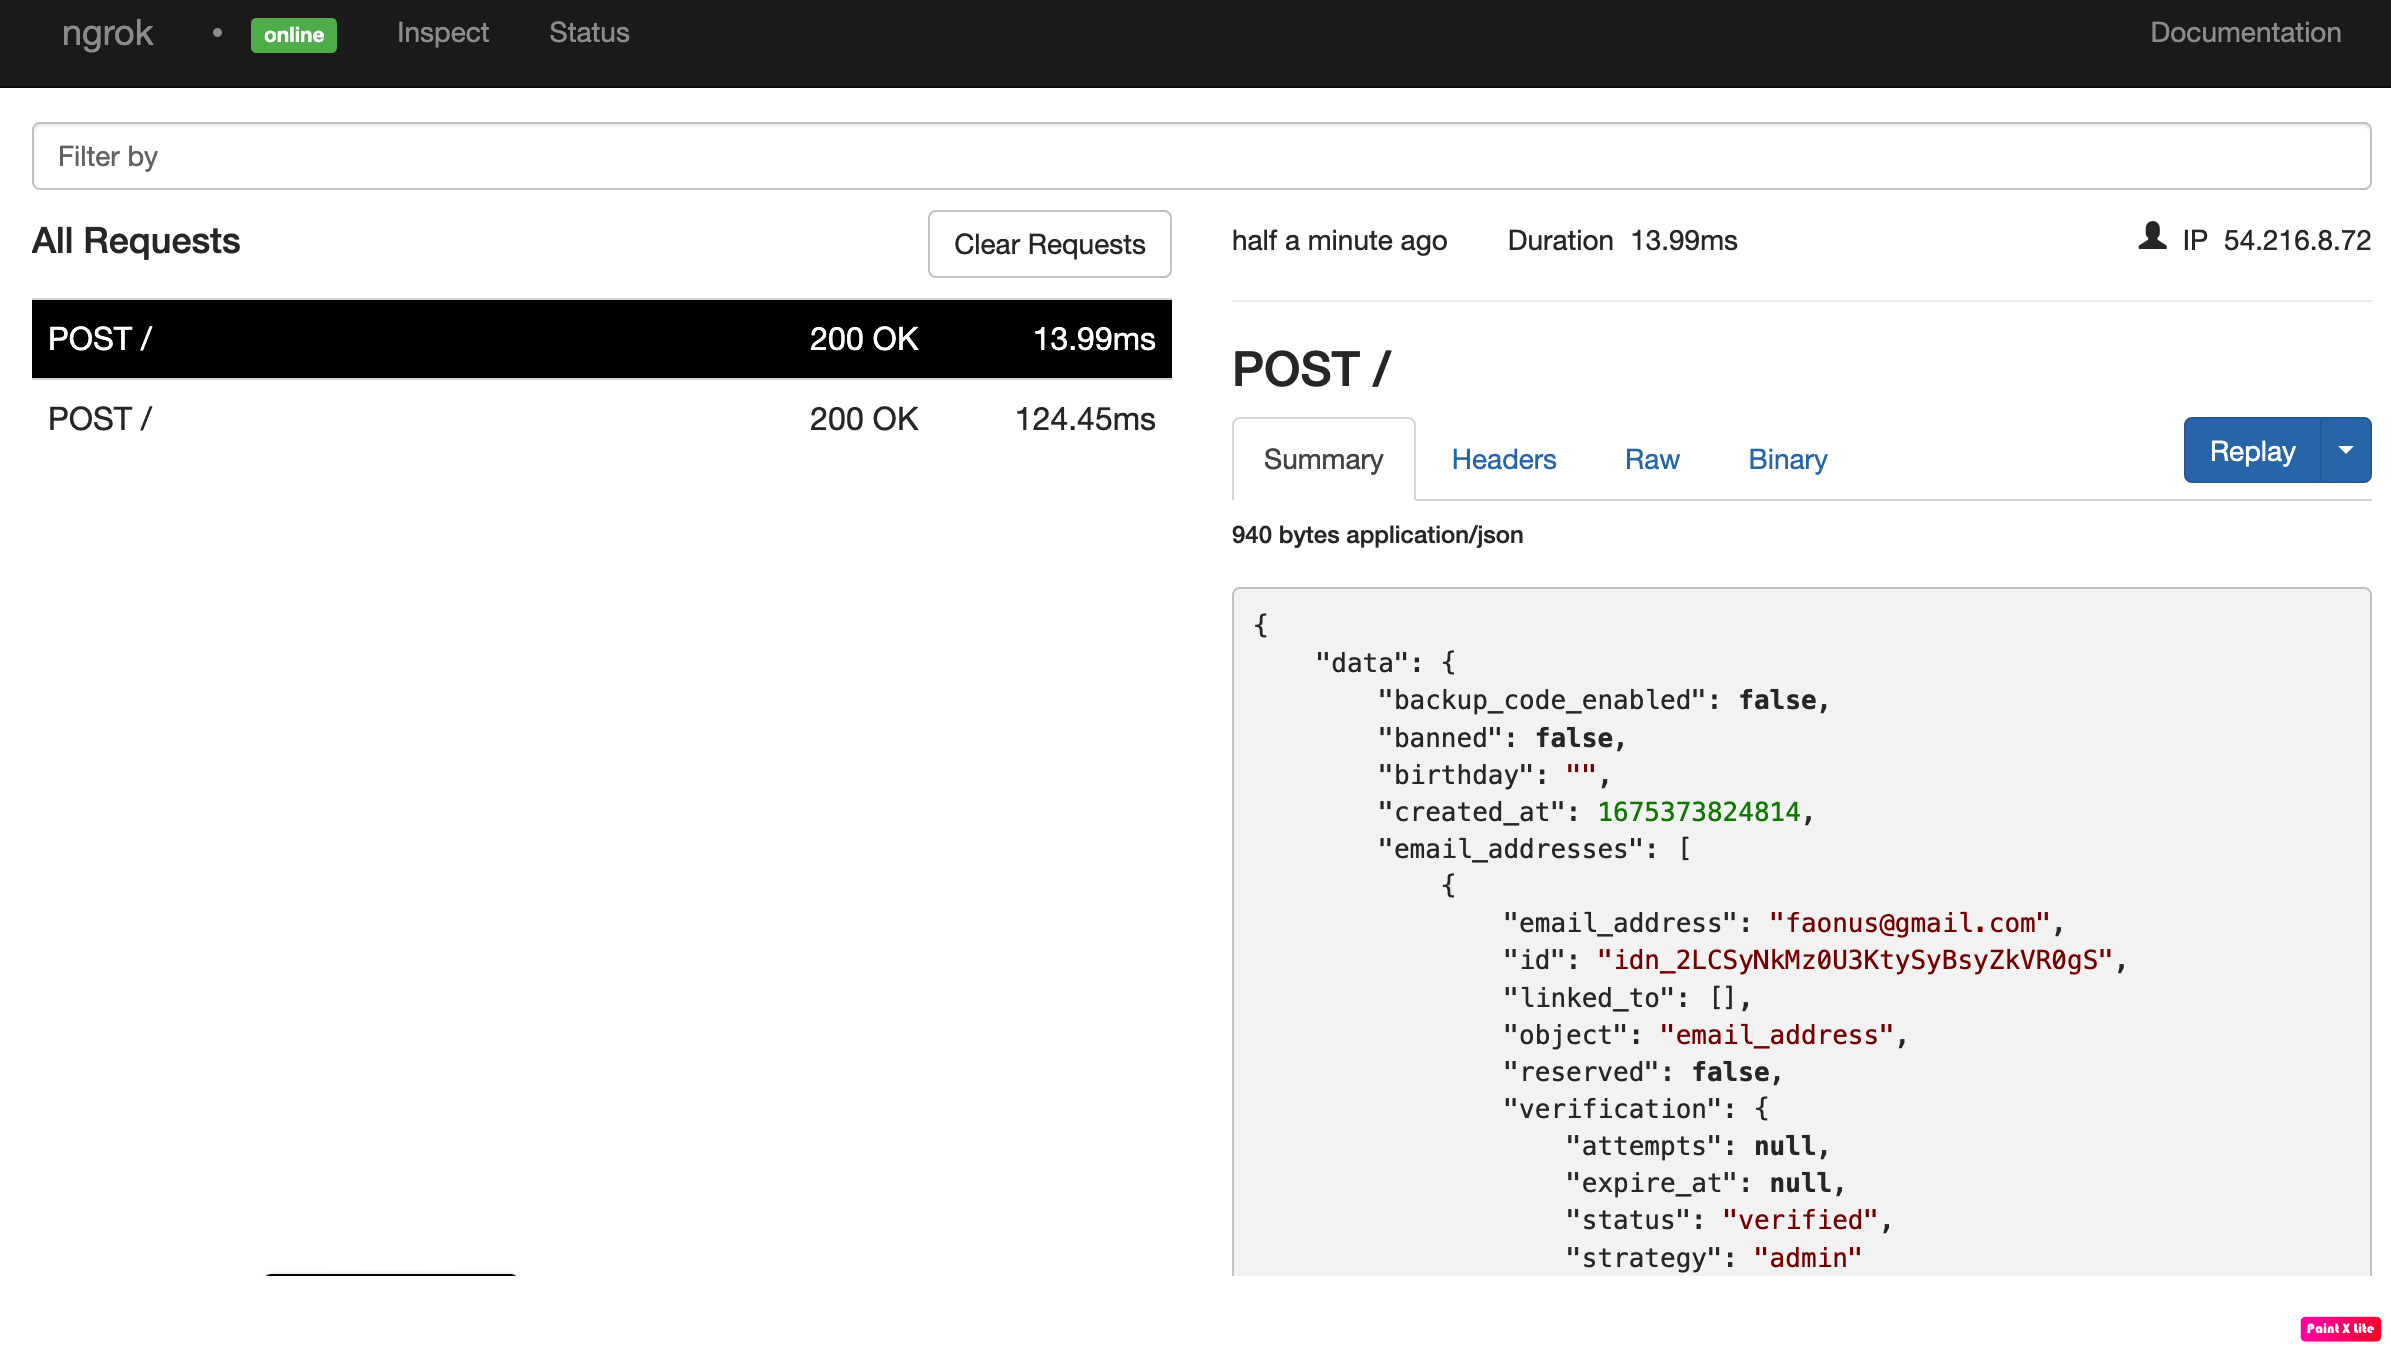 ngrok • online Inspect Status Documentation
Filter by
All Requests Clear Requests
POST / 200 OK 13.99ms
POST / 200 OK 124.45ms
half a minute ago Duration 13.99ms IP 54.216.8.72
POST /
Summary Headers Raw Binary Replay
940 bytes application/json
{
"data": {
"backup_code_enabled": false,
"banned": false,
"birthday": "",
"created_at": 1675373824814,
"email_addresses": [
{
"email_address": "faonus@gmail.com",
"id": "idn_2LCSyNkMz0U3KtySyBsyZkVR0gS",
"linked_to": [],
"object": "email_address",
"reserved": false,
"verification": {
"attempts": null,
"expire_at": null,
"status": "verified",
"strategy": "admin"
Paint X Lite